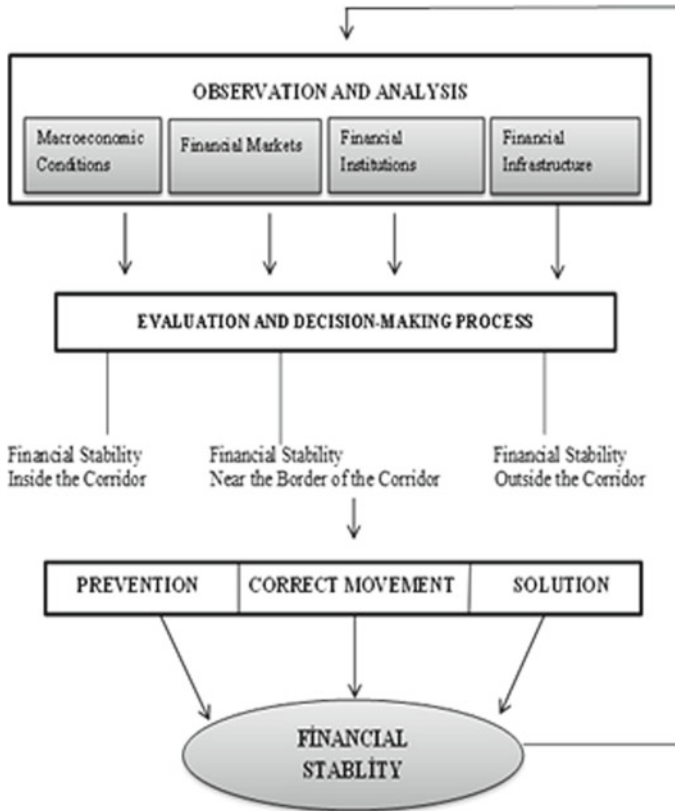 OBSERVATION AND ANALYSIS
Macroeconomic
Conditions
Financial Markets
Financial
Institutions
Financial
Infrastructure
EVALUATION AND DECISION-MAKING PROCESS
Financial Stability
Inside the Corridor
Financial Stability
Near the Border of the Corridor
Financial Stability
Outside the Corridor
PREVENTION
CORRECT MOVEMENT
SOLUTION
FİNANCIAL
STABLİTY